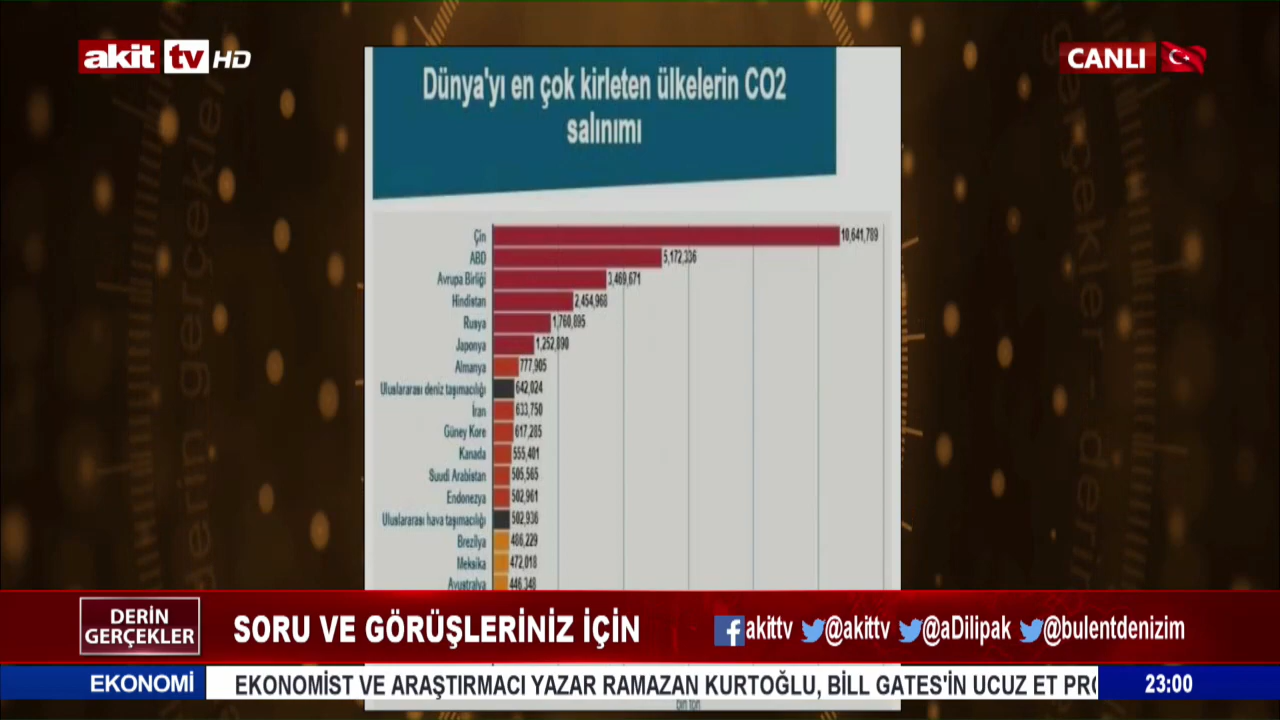 akit tv HD
CANLI
Dünya'yı en çok kirleten ülkelerin CO2
salınımı
Çin 10,641,789
ABD 5,172,336
Avrupa Birliği 3,469,671
Hindistan 2,454,968
Rusya 1,760,895
Japonya 1,252,890
Almanya 777,905
Uluslararası deniz taşımacılığı 642,024
İran 633,750
Güney Kore 617,285
Kanada 555,401
Suudi Arabistan 505,565
Endonezya 502,961
Uluslararası hava taşımacılığı 502,936
Brezilya 486,229
Meksika 472,018
Avustralya 446,348
DERİN
GERÇEKLER
SORU VE GÖRÜŞLERİNİZ İÇİN
akittv @akittv @aDilipak @bulentdenizim
EKONOMİ
EKONOMİST VE ARAŞTIRMACI YAZAR RAMAZAN KURTOĞLU, BİLL GATES'İN UCUZ ET PRO
23:00
bin ton